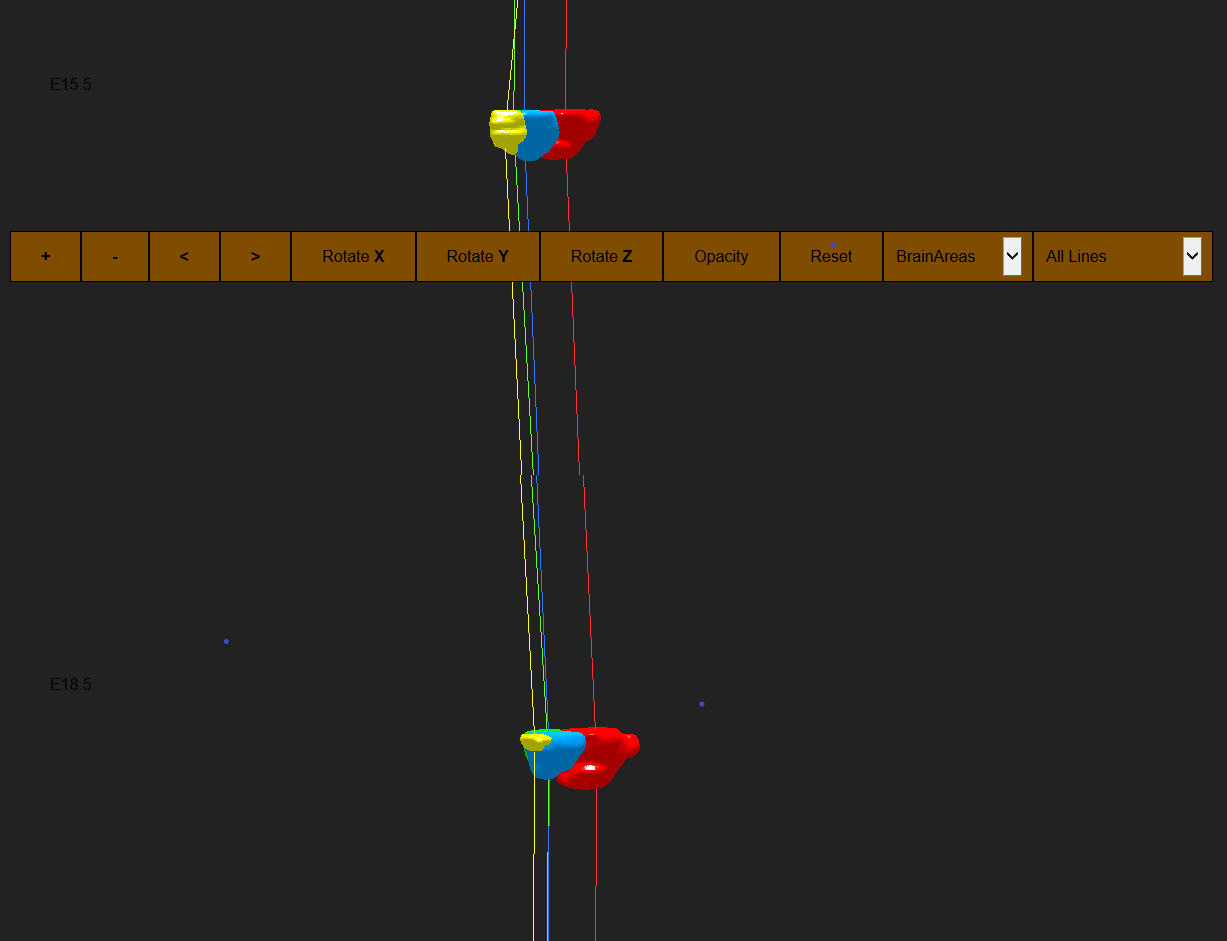 E15.5
+ - < > Rotate X Rotate Y Rotate Z Opacity Reset BrainAreas All Lines
E18.5